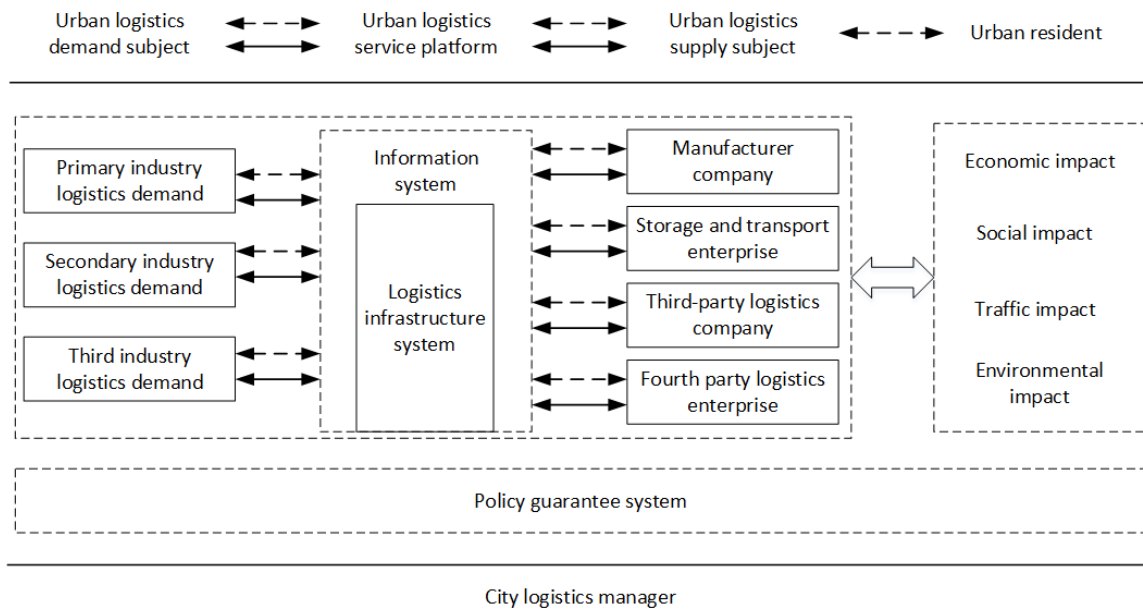 Urban logistics
demand subject
Urban logistics
service platform
Urban logistics
supply subject
Urban resident
Primary industry
logistics demand
Secondary industry
logistics demand
Third industry
logistics demand
Information
system
Logistics
infrastructure
system
Manufacturer
company
Storage and transport
enterprise
Third-party logistics
company
Fourth party logistics
enterprise
Economic impact
Social impact
Traffic impact
Environmental
impact
Policy guarantee system
City logistics manager